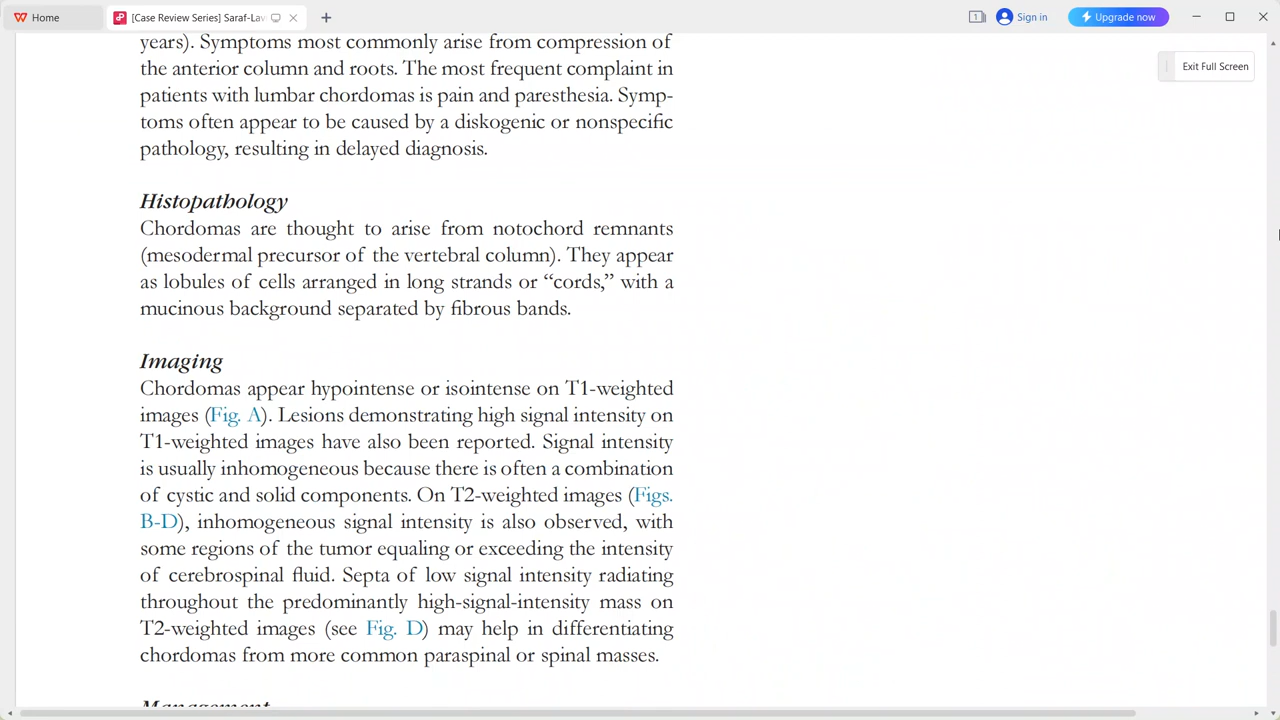 Home
[Case Review Series] Saraf-Lav
1
Sign in
Upgrade now
Exit Full Screen
years). Symptoms most commonly arise from compression of
the anterior column and roots. The most frequent complaint in
patients with lumbar chordomas is pain and paresthesia. Symp-
toms often appear to be caused by a diskogenic or nonspecific
pathology, resulting in delayed diagnosis.
Histopathology
Chordomas are thought to arise from notochord remnants
(mesodermal precursor of the vertebral column). They appear
as lobules of cells arranged in long strands or “cords,” with a
mucinous background separated by fibrous bands.
Imaging
Chordomas appear hypointense or isointense on T1-weighted
images (Fig. A). Lesions demonstrating high signal intensity on
T1-weighted images have also been reported. Signal intensity
is usually inhomogeneous because there is often a combination
of cystic and solid components. On T2-weighted images (Figs.
B-D), inhomogeneous signal intensity is also observed, with
some regions of the tumor equaling or exceeding the intensity
of cerebrospinal fluid. Septa of low signal intensity radiating
throughout the predominantly high-signal-intensity mass on
T2-weighted images (see Fig. D) may help in differentiating
chordomas from more common paraspinal or spinal masses.
Management